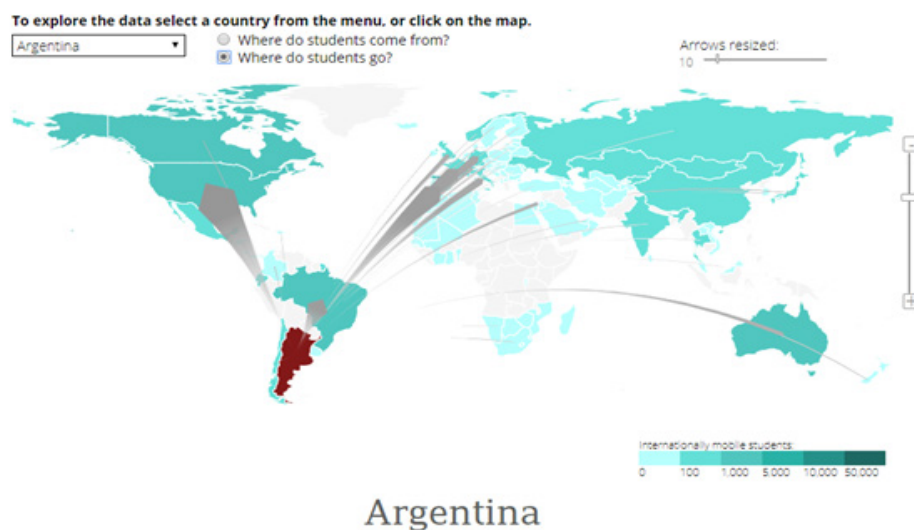 To explore the data select a country from the menu, or click on the map.
Argentina
Where do students come from?
Where do students go?
Arrows resized:
10
Internationally mobile students:
0 100 1,000 5,000 10,000 50,000
Argentina